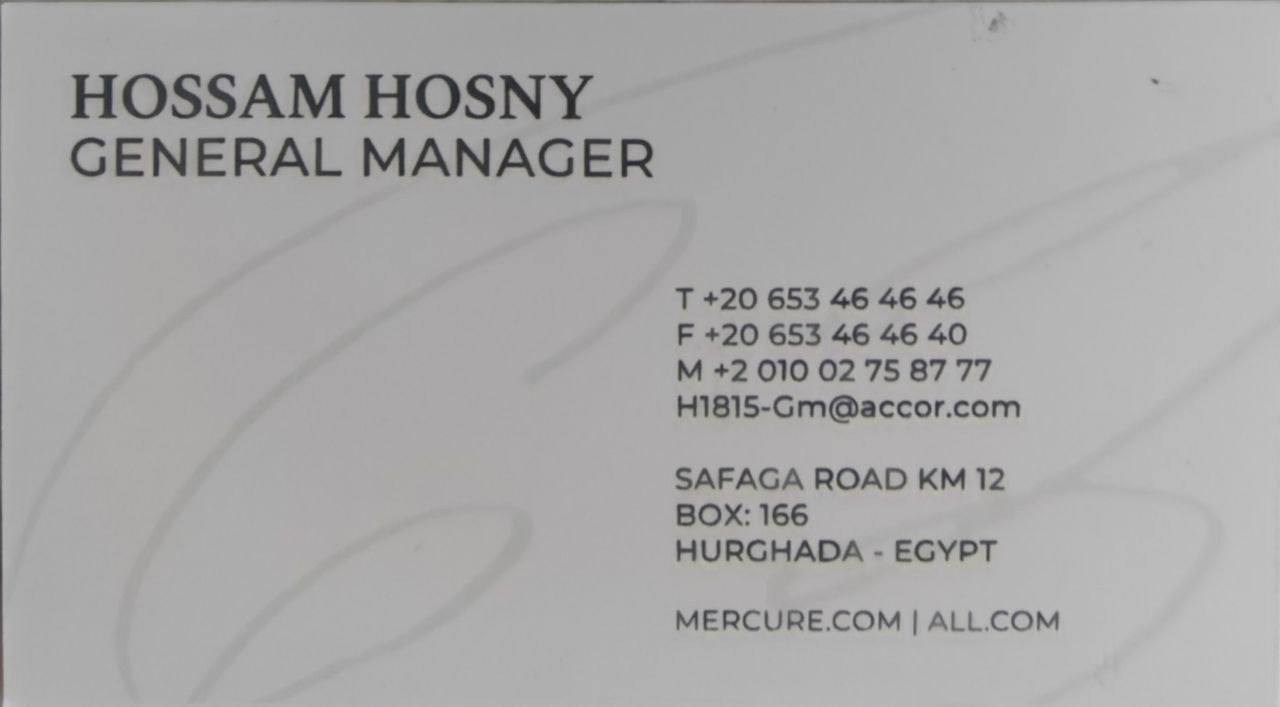 HOSSAM HOSNY
GENERAL MANAGER
T +20 653 46 46 46
F +20 653 46 46 40
M +2 010 02 75 87 77
H1815-Gm@accor.com
SAFAGA ROAD KM 12
BOX: 166
HURGHADA - EGYPT
MERCURE.COM | ALL.COM